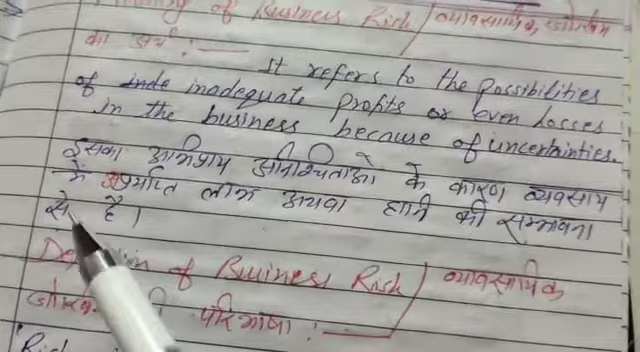 of Business Risk / व्यावसायिक जोखिम
का अर्थ : —
It refers to the possibilities
of inde inadequate profits or even losses
in the business because of uncertainties.
इसका अभिप्राय अनिश्चितताओ के कारण व्यवसाय
मे अपर्याप्त लाभ अथवा हानि की सम्भावना
से है।
of Business Risk / व्यावसायिक
परिभाषा : —